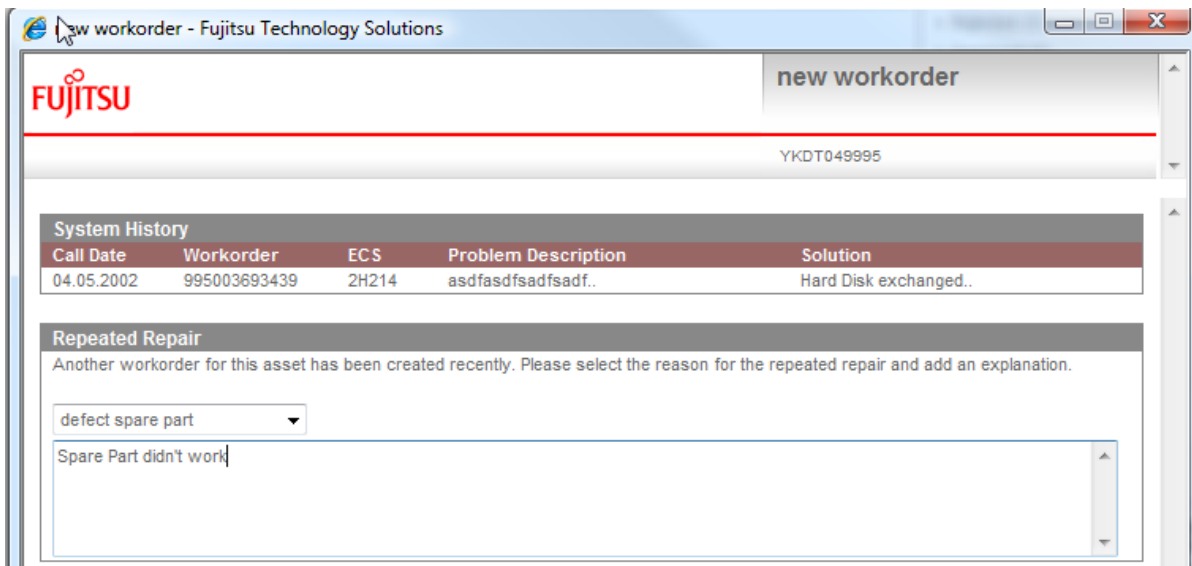 New workorder - Fujitsu Technology Solutions
FUJITSU
new workorder
YKDT049995
System History
Call Date Workorder ECS Problem Description Solution
04.05.2002 995003693439 2H214 asdfasdfsadfsadf.. Hard Disk exchanged..
Repeated Repair
Another workorder for this asset has been created recently. Please select the reason for the repeated repair and add an explanation.
defect spare part
Spare Part didn't work